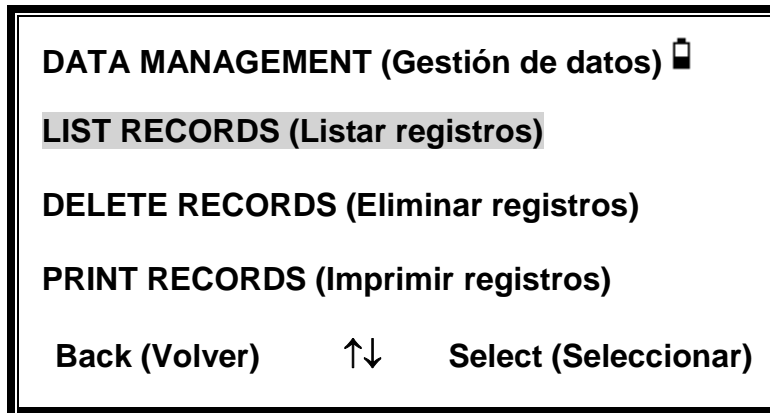 DATA MANAGEMENT (Gestión de datos)
LIST RECORDS (Listar registros)
DELETE RECORDS (Eliminar registros)
PRINT RECORDS (Imprimir registros)
Back (Volver) ↑↓ Select (Seleccionar)